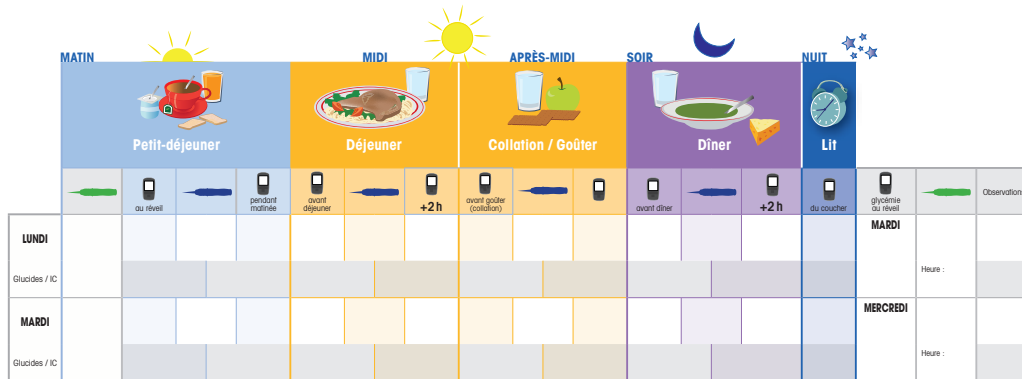 MATIN
MIDI
APRÈS-MIDI
SOIR
NUIT
Petit-déjeuner
Déjeuner
Collation / Goûter
Dîner
Lit
au réveil
pendant
matinée
avant
déjeuner
+2 h
avant goûter
(collation)
avant dîner
+2 h
du coucher
glycémie
au réveil
Observations
LUNDI
MARDI
Glucides / IC
Heure :
MARDI
MERCREDI
Glucides / IC
Heure :